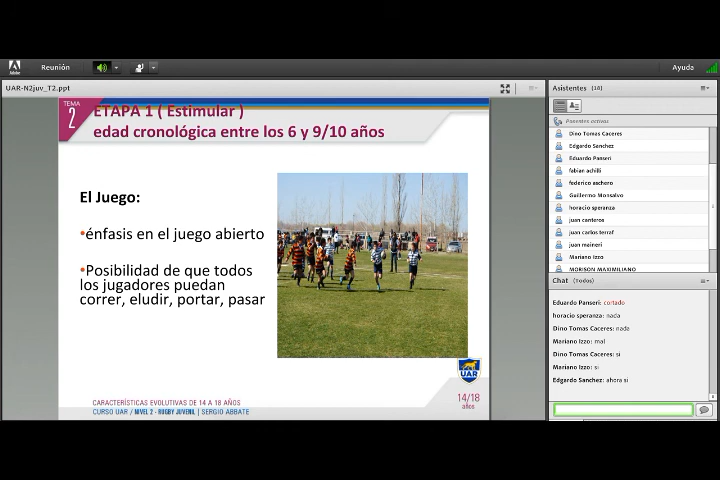 Adobe
Reunión
Ayuda
UAR-N2juv_T2.ppt
TEMA
2
ETAPA 1 ( Estimular )
edad cronológica entre los 6 y 9/10 años
El Juego:
•énfasis en el juego abierto
•Posibilidad de que todos
los jugadores puedan
correr, eludir, portar, pasar
UAR
CARACTERÍSTICAS EVOLUTIVAS DE 14 A 18 AÑOS
CURSO UAR / NIVEL 2 - RUGBY JUVENIL | SERGIO ABBATE
14/18
años
Asistentes
Ponentes activos
Dino Tomas Caceres
Edgardo Sanchez
Eduardo Panseri
fabian achilli
federico aschero
Guillermo Monsalvo
horacio speranza
juan canteros
juan carlos terraf
juan maineri
Mariano Izzo
MORISON MAXIMILIANO
Chat (Todos)
Eduardo Panseri: cortado
horacio speranza: nada
Dino Tomas Caceres: nada
Mariano Izzo: mal
Dino Tomas Caceres: si
Mariano Izzo: si
Edgardo Sanchez: ahora si